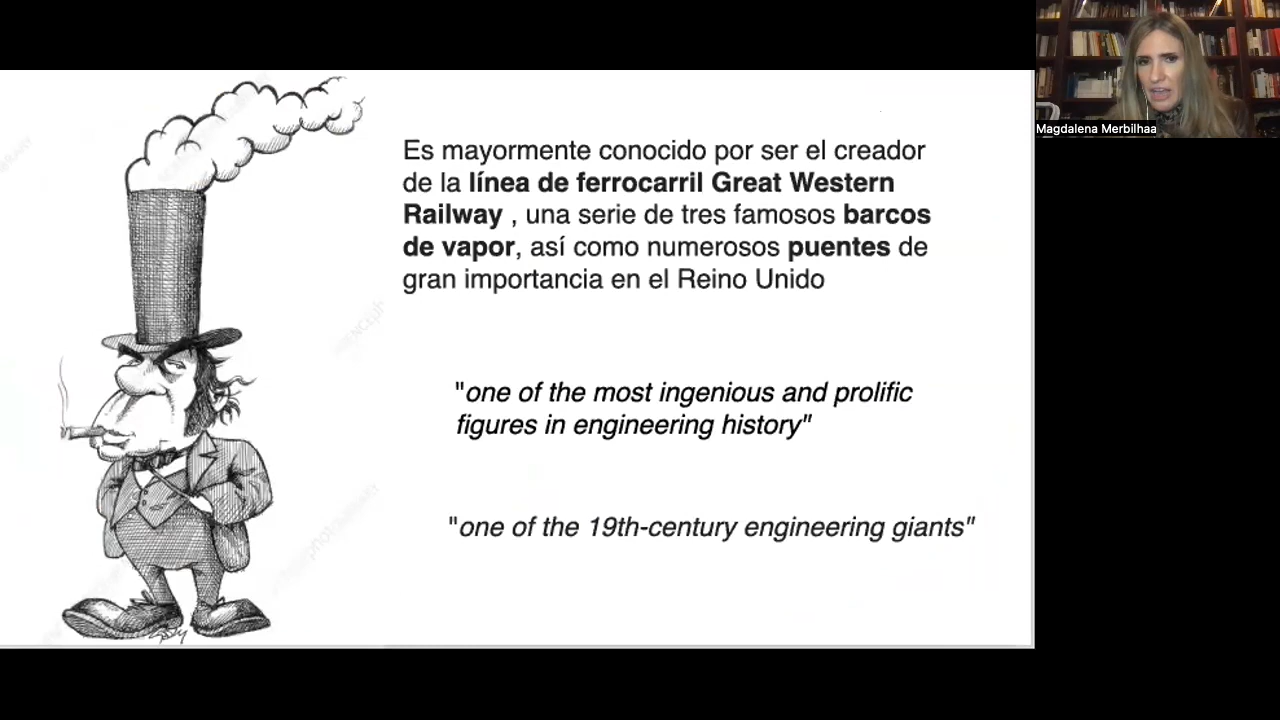 Es mayormente conocido por ser el creador
de la línea de ferrocarril Great Western
Railway , una serie de tres famosos barcos
de vapor, así como numerosos puentes de
gran importancia en el Reino Unido
"one of the most ingenious and prolific
figures in engineering history"
"one of the 19th-century engineering giants"
Magdalena Merbilhaa